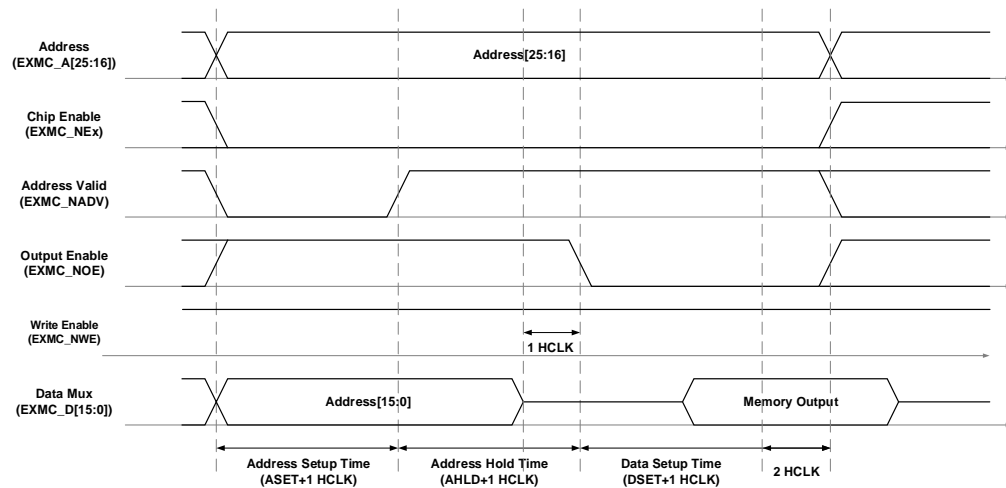 Address
(EXMC_A[25:16])
Address[25:16]
Chip Enable
(EXMC_NEx)
Address Valid
(EXMC_NADV)
Output Enable
(EXMC_NOE)
Write Enable
(EXMC_NWE)
1 HCLK
Data Mux
(EXMC_D[15:0])
Address[15:0]
Memory Output
Address Setup Time
(ASET+1 HCLK)
Address Hold Time
(AHLD+1 HCLK)
Data Setup Time
(DSET+1 HCLK)
2 HCLK